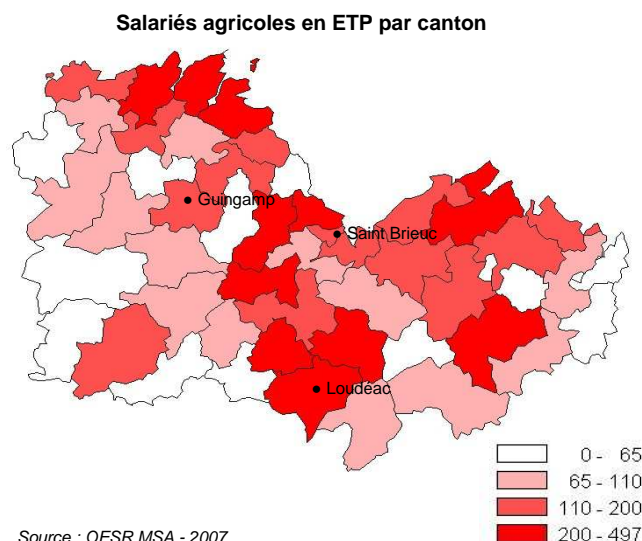 Salariés agricoles en ETP par canton
Guingamp
Saint Brieuc
Loudéac
0 - 65
65 - 110
110 - 200
200 - 497
Source : OESR MSA - 2007